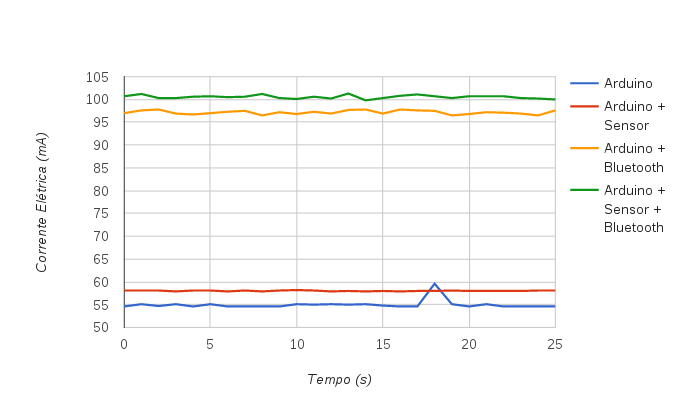 105
100
95
90
85
80
75
70
65
60
55
50
0 5 10 15 20 25
Corrente Elétrica (mA)
Tempo (s)
Arduino
Arduino +
Sensor
Arduino +
Bluetooth
Arduino +
Sensor +
Bluetooth